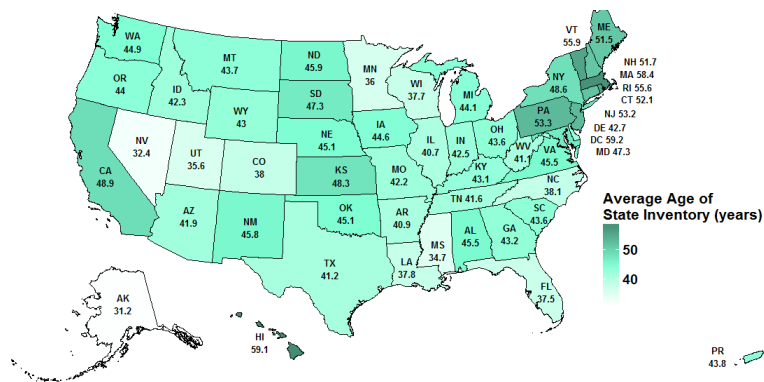 WA
44.9
OR
44
CA
48.9
NV
32.4
ID
42.3
MT
43.7
WY
43
UT
35.6
CO
38
AZ
41.9
NM
45.8
ND
45.9
SD
47.3
NE
45.1
KS
48.3
OK
45.1
TX
41.2
MN
36
IA
44.6
MO
42.2
AR
40.9
LA
37.8
WI
37.7
IL
40.7
MS
34.7
MI
44.1
IN
42.5
OH
43.6
KY
43.1
TN 41.6
AL
45.5
GA
43.2
FL
37.5
SC
43.6
NC
38.1
WV
41.1
VA
45.5
PA
53.3
NY
48.6
VT
55.9
ME
51.5
NH 51.7
MA 58.4
RI 55.6
CT 52.1
NJ 53.2
DE 42.7
DC 59.2
MD 47.3
AK
31.2
HI
59.1
PR
43.8
Average Age of
State Inventory (years)
50
40